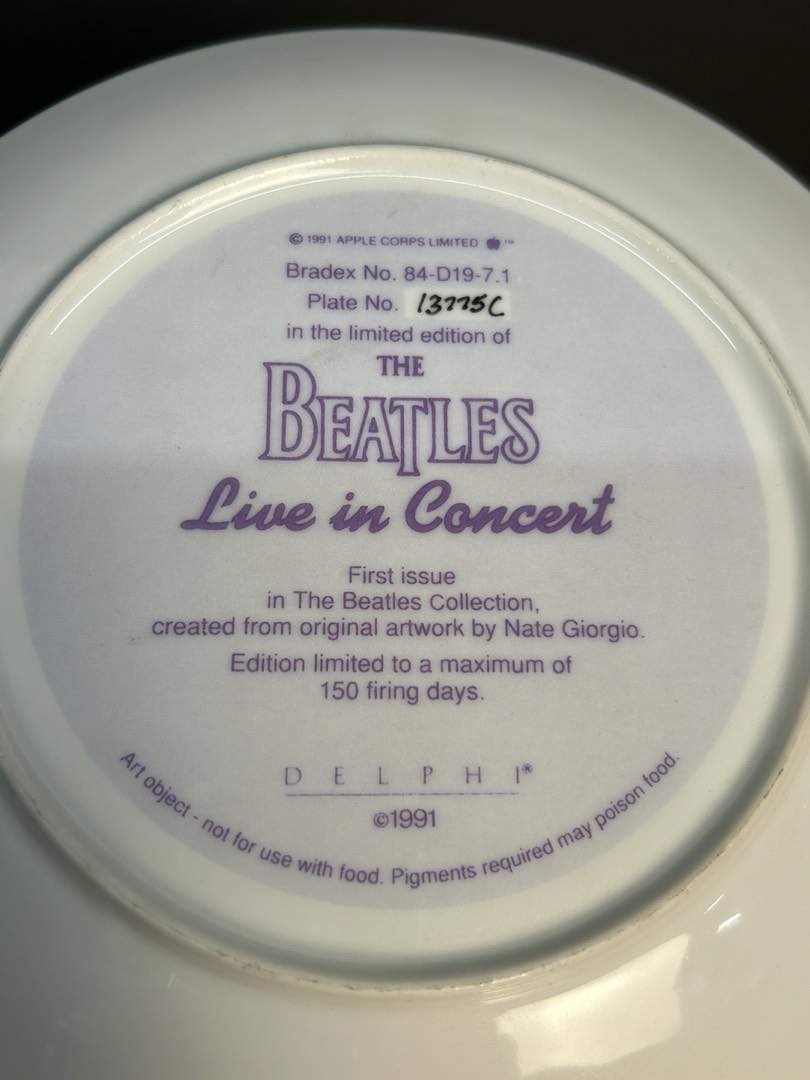 © 1991 APPLE CORPS LIMITED ™
Bradex No. 84-D19-7.1
Plate No. 13775C
in the limited edition of
THE
BEATLES
Live in Concert
First issue
in The Beatles Collection,
created from original artwork by Nate Giorgio.
Edition limited to a maximum of
150 firing days.
DELPHI®
©1991
Art object - not for use with food. Pigments required may poison food.